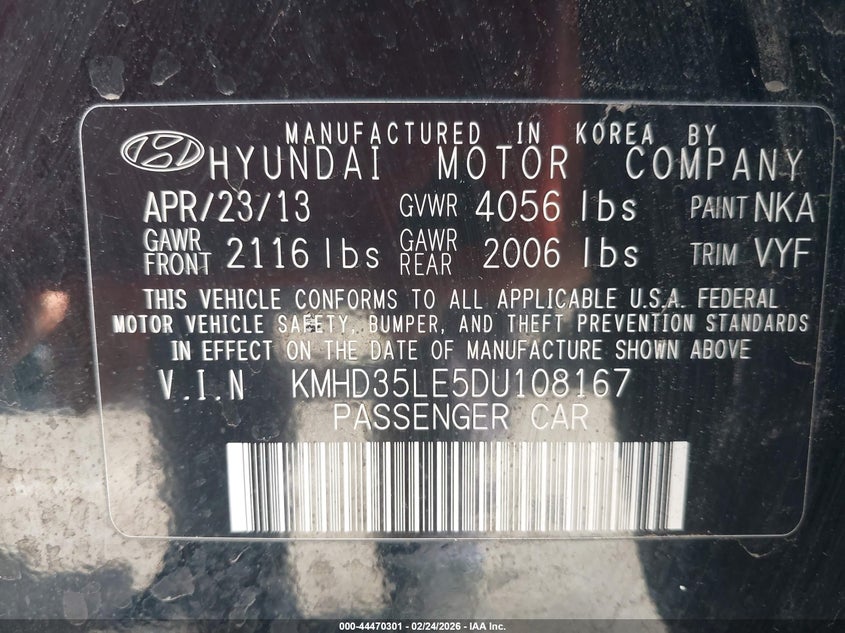 MANUFACTURED IN KOREA BY
HYUNDAI MOTOR COMPANY
APR/23/13 GVWR 4056 lbs PAINT NKA
GAWR FRONT 2116 lbs GAWR REAR 2006 lbs TRIM VYF
THIS VEHICLE CONFORMS TO ALL APPLICABLE U.S.A. FEDERAL
MOTOR VEHICLE SAFETY, BUMPER, AND THEFT PREVENTION STANDARDS
IN EFFECT ON THE DATE OF MANUFACTURE SHOWN ABOVE
V.I.N KMHD35LE5DU108167
PASSENGER CAR
000-44470301 - 02/24/2026 - IAA Inc.